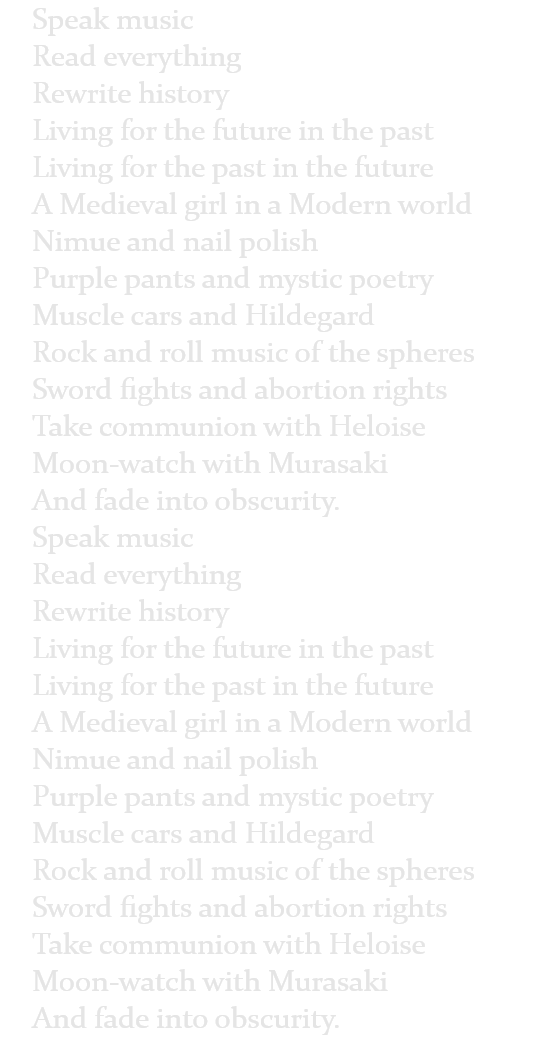 Speak music
Read everything
Rewrite history
Living for the future in the past
Living for the past in the future
A Medieval girl in a Modern world
Nimue and nail polish
Purple pants and mystic poetry
Muscle cars and Hildegard
Rock and roll music of the spheres
Sword fights and abortion rights
Take communion with Heloise
Moon-watch with Murasaki
And fade into obscurity.
Speak music
Read everything
Rewrite history
Living for the future in the past
Living for the past in the future
A Medieval girl in a Modern world
Nimue and nail polish
Purple pants and mystic poetry
Muscle cars and Hildegard
Rock and roll music of the spheres
Sword fights and abortion rights
Take communion with Heloise
Moon-watch with Murasaki
And fade into obscurity.